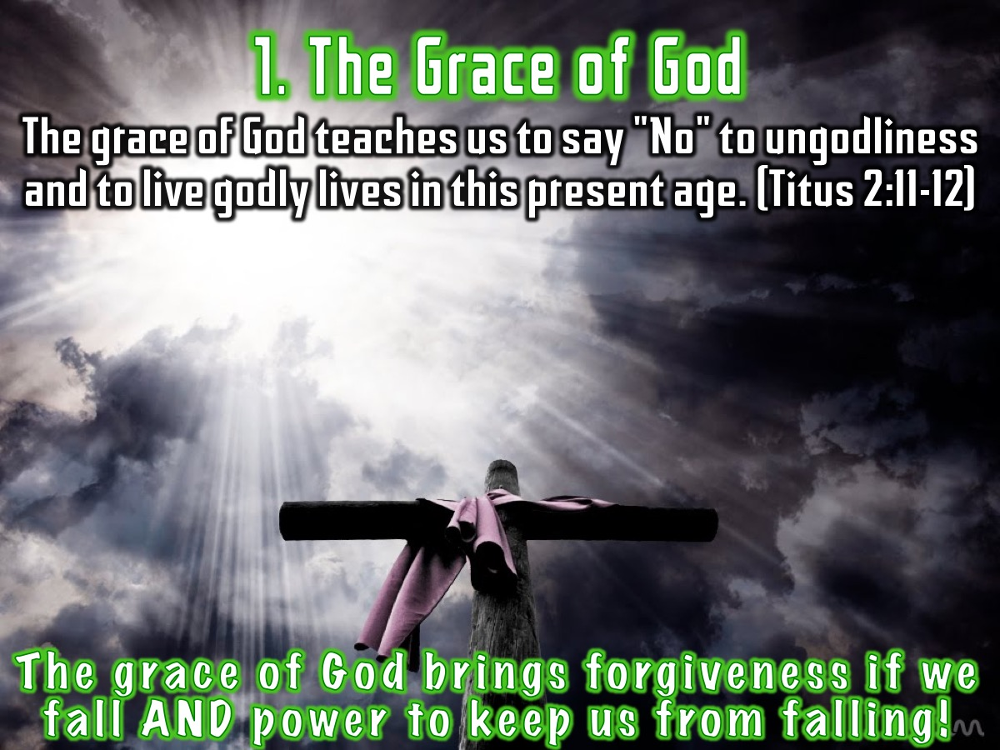 1. The Grace of God
The grace of God teaches us to say "No" to ungodliness
and to live godly lives in this present age. (Titus 2:11-12)
The grace of God brings forgiveness if we
fall AND power to keep us from falling!